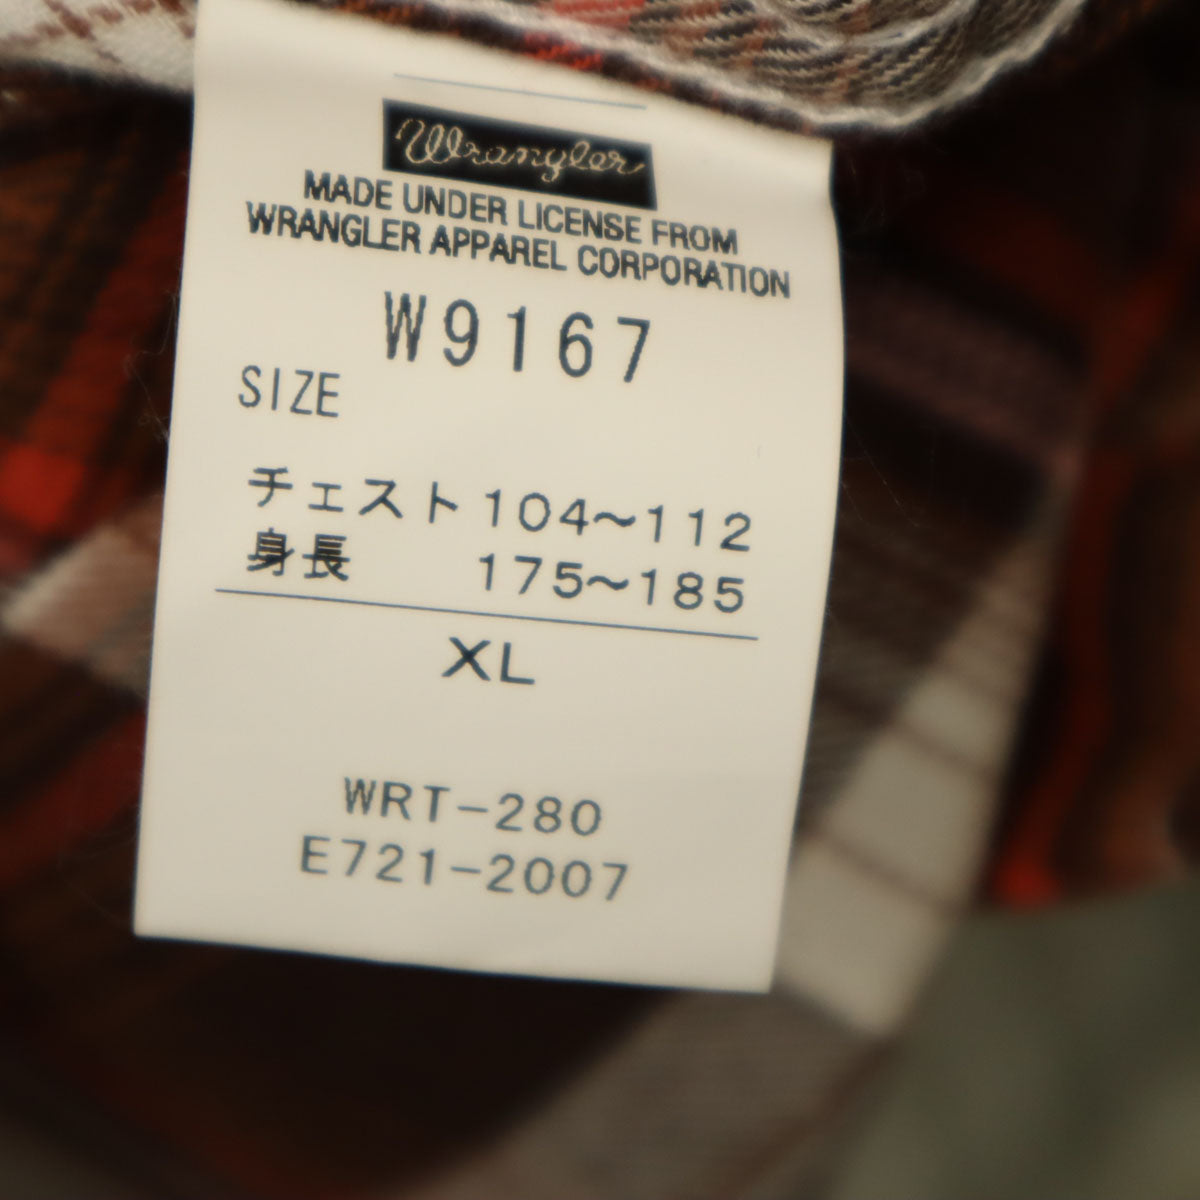 Wrangler
MADE UNDER LICENSE FROM
WRANGLER APPAREL CORPORATION
W9167
SIZE
チェスト 104～112
身長 175～185
XL
WRT-280
E721-2007